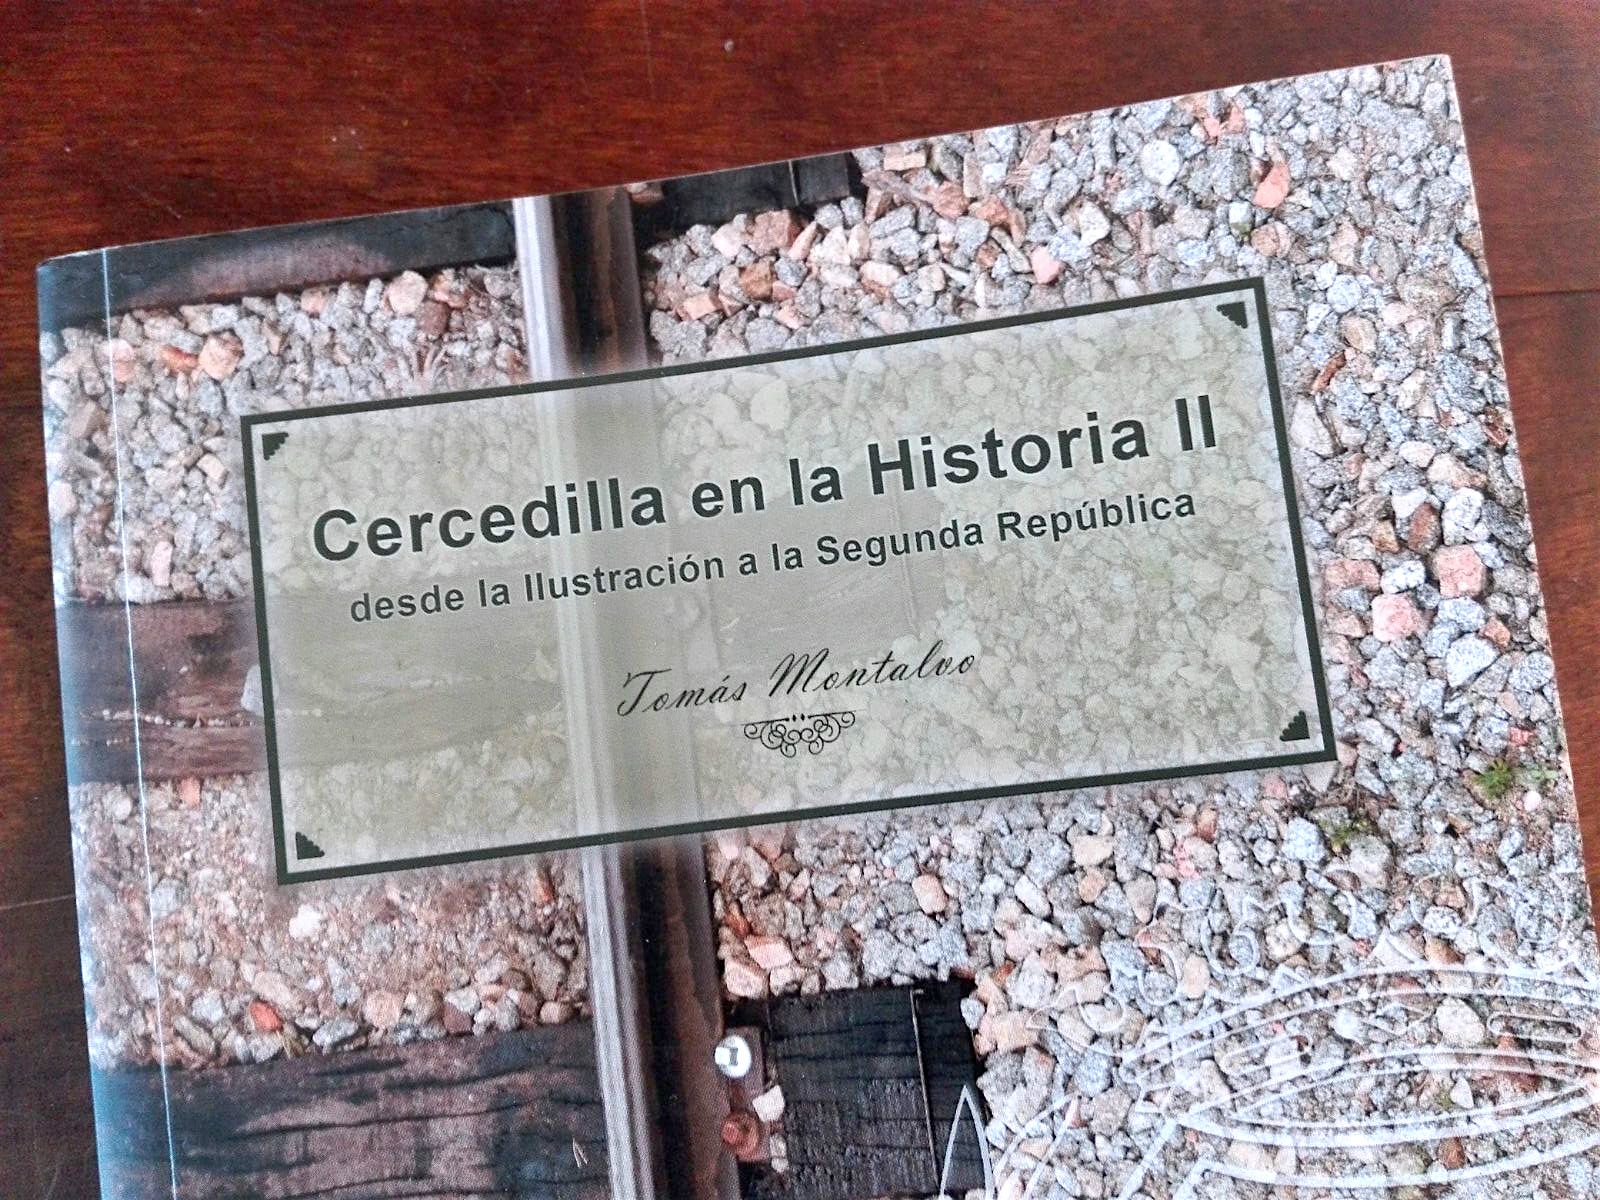 Cercedilla en la Historia II
desde la Ilustración a la Segunda República
Tomás Montalvo